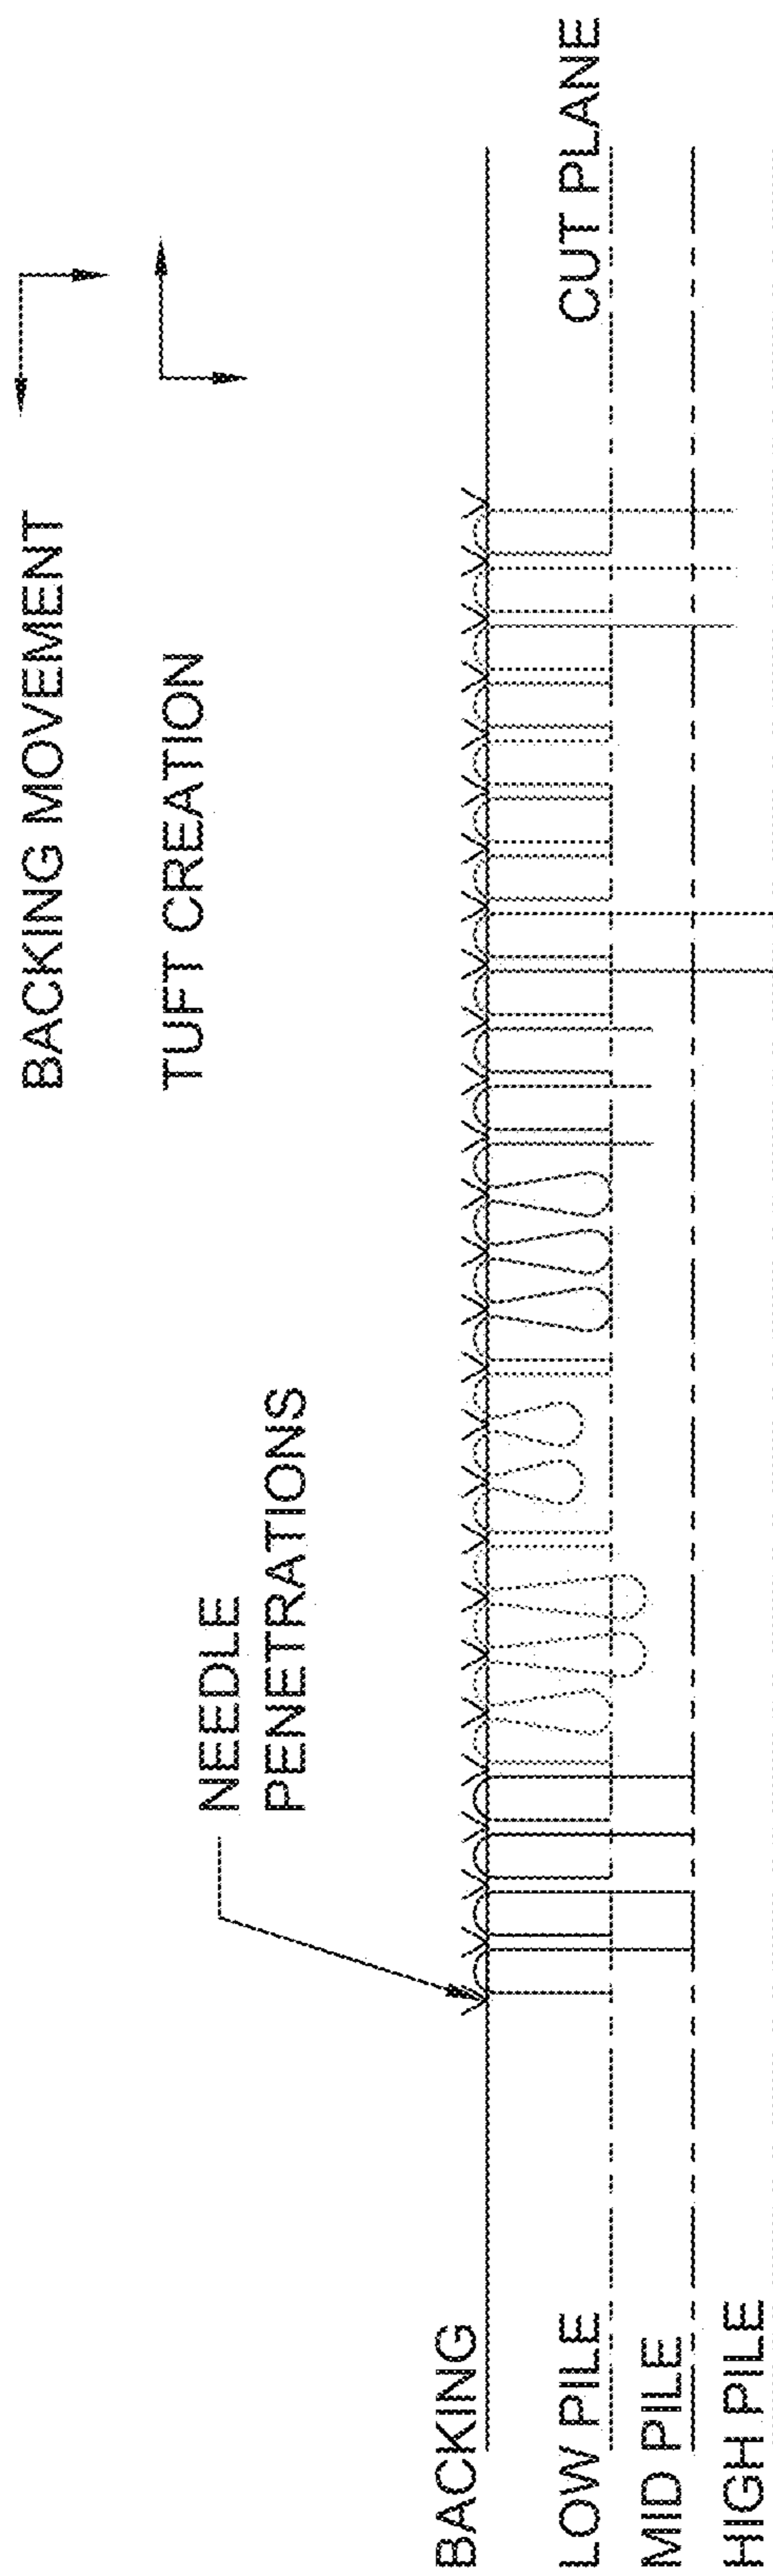 BACKING MOVEMENT
TUFT CREATION
NEEDLE
PENETRATIONS
BACKING
LOW PILE
CUT PLANE
MID PILE
HIGH PILE